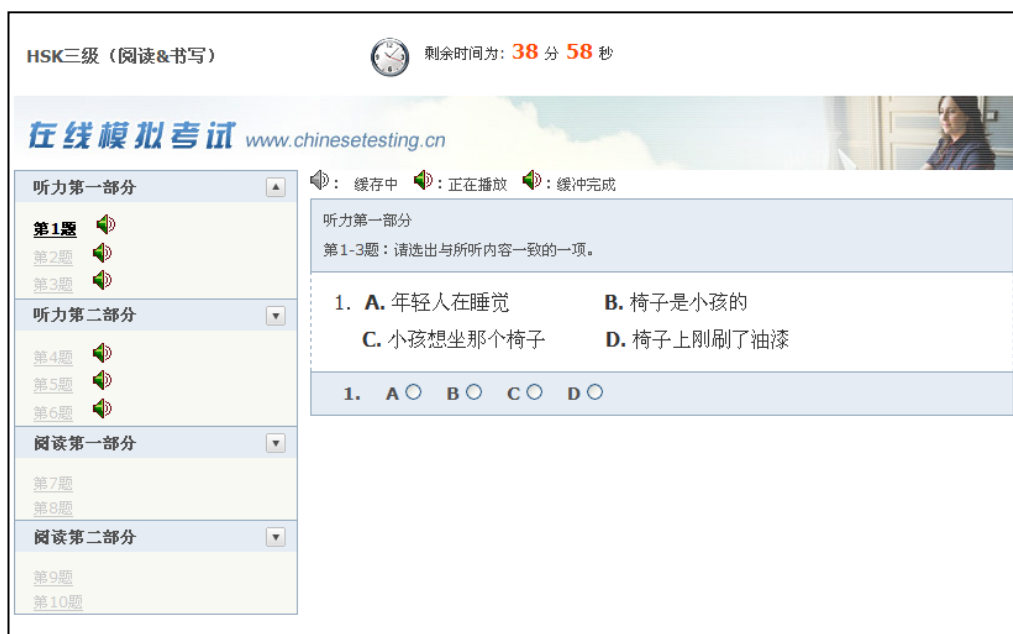 HSK三级（阅读&书写）
剩余时间为: 38 分 58 秒
在线模拟考试 www.chinesetesting.cn
听力第一部分
第1题
第2题
第3题
听力第二部分
第4题
第5题
第6题
阅读第一部分
第7题
第8题
阅读第二部分
第9题
第10题
： 缓存中 ：正在播放 ：缓冲完成
听力第一部分
第1-3题：请选出与所听内容一致的一项。
1. A. 年轻人在睡觉 B. 椅子是小孩的
C. 小孩想坐那个椅子 D. 椅子上刚刷了油漆
1. A B C D